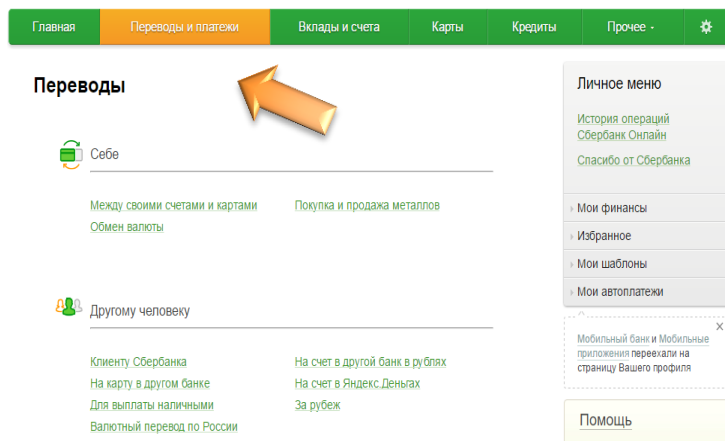 Главная Переводы и платежи Вклады и счета Карты Кредиты Прочее
Переводы
Себе
Между своими счетами и картами Покупка и продажа металлов
Обмен валюты
Другому человеку
Клиенту Сбербанка На счет в другой банк в рублях
На карту в другом банке На счет в Яндекс.Деньгах
Для выплаты наличными За рубеж
Валютный перевод по России
Личное меню
История операций
Сбербанк Онлайн
Спасибо от Сбербанка
Мои финансы
Избранное
Мои шаблоны
Мои автоплатежи
Мобильный банк и Мобильные
приложения переехали на
страницу Вашего профиля
Помощь